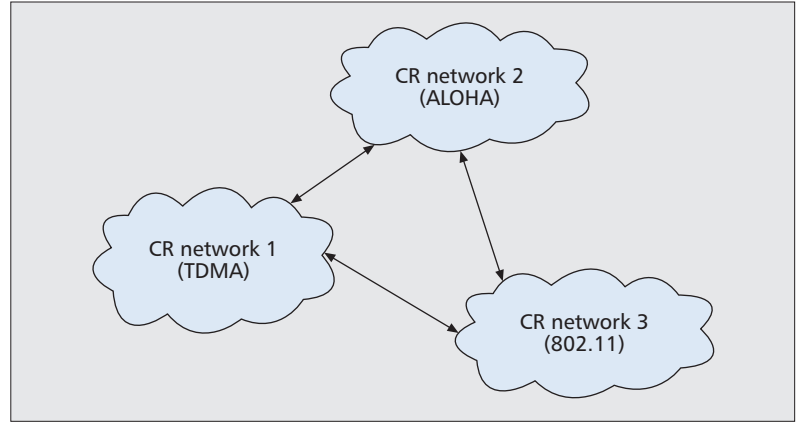 CR network 2
(ALOHA)
CR network 1
(TDMA)
CR network 3
(802.11)